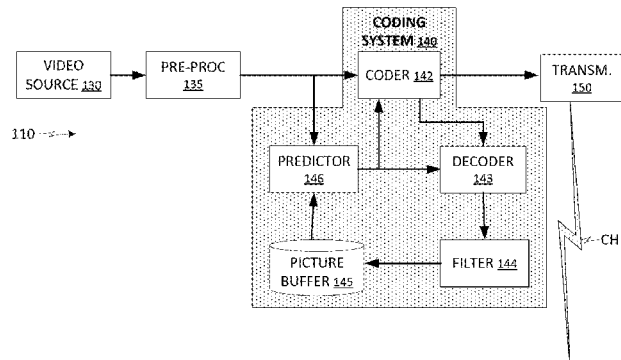 CODING
SYSTEM 140
VIDEO
SOURCE 130
PRE-PROC
135
CODER 142
TRANSM.
150
110
PREDICTOR
146
DECODER
143
CH
PICTURE
BUFFER 145
FILTER 144